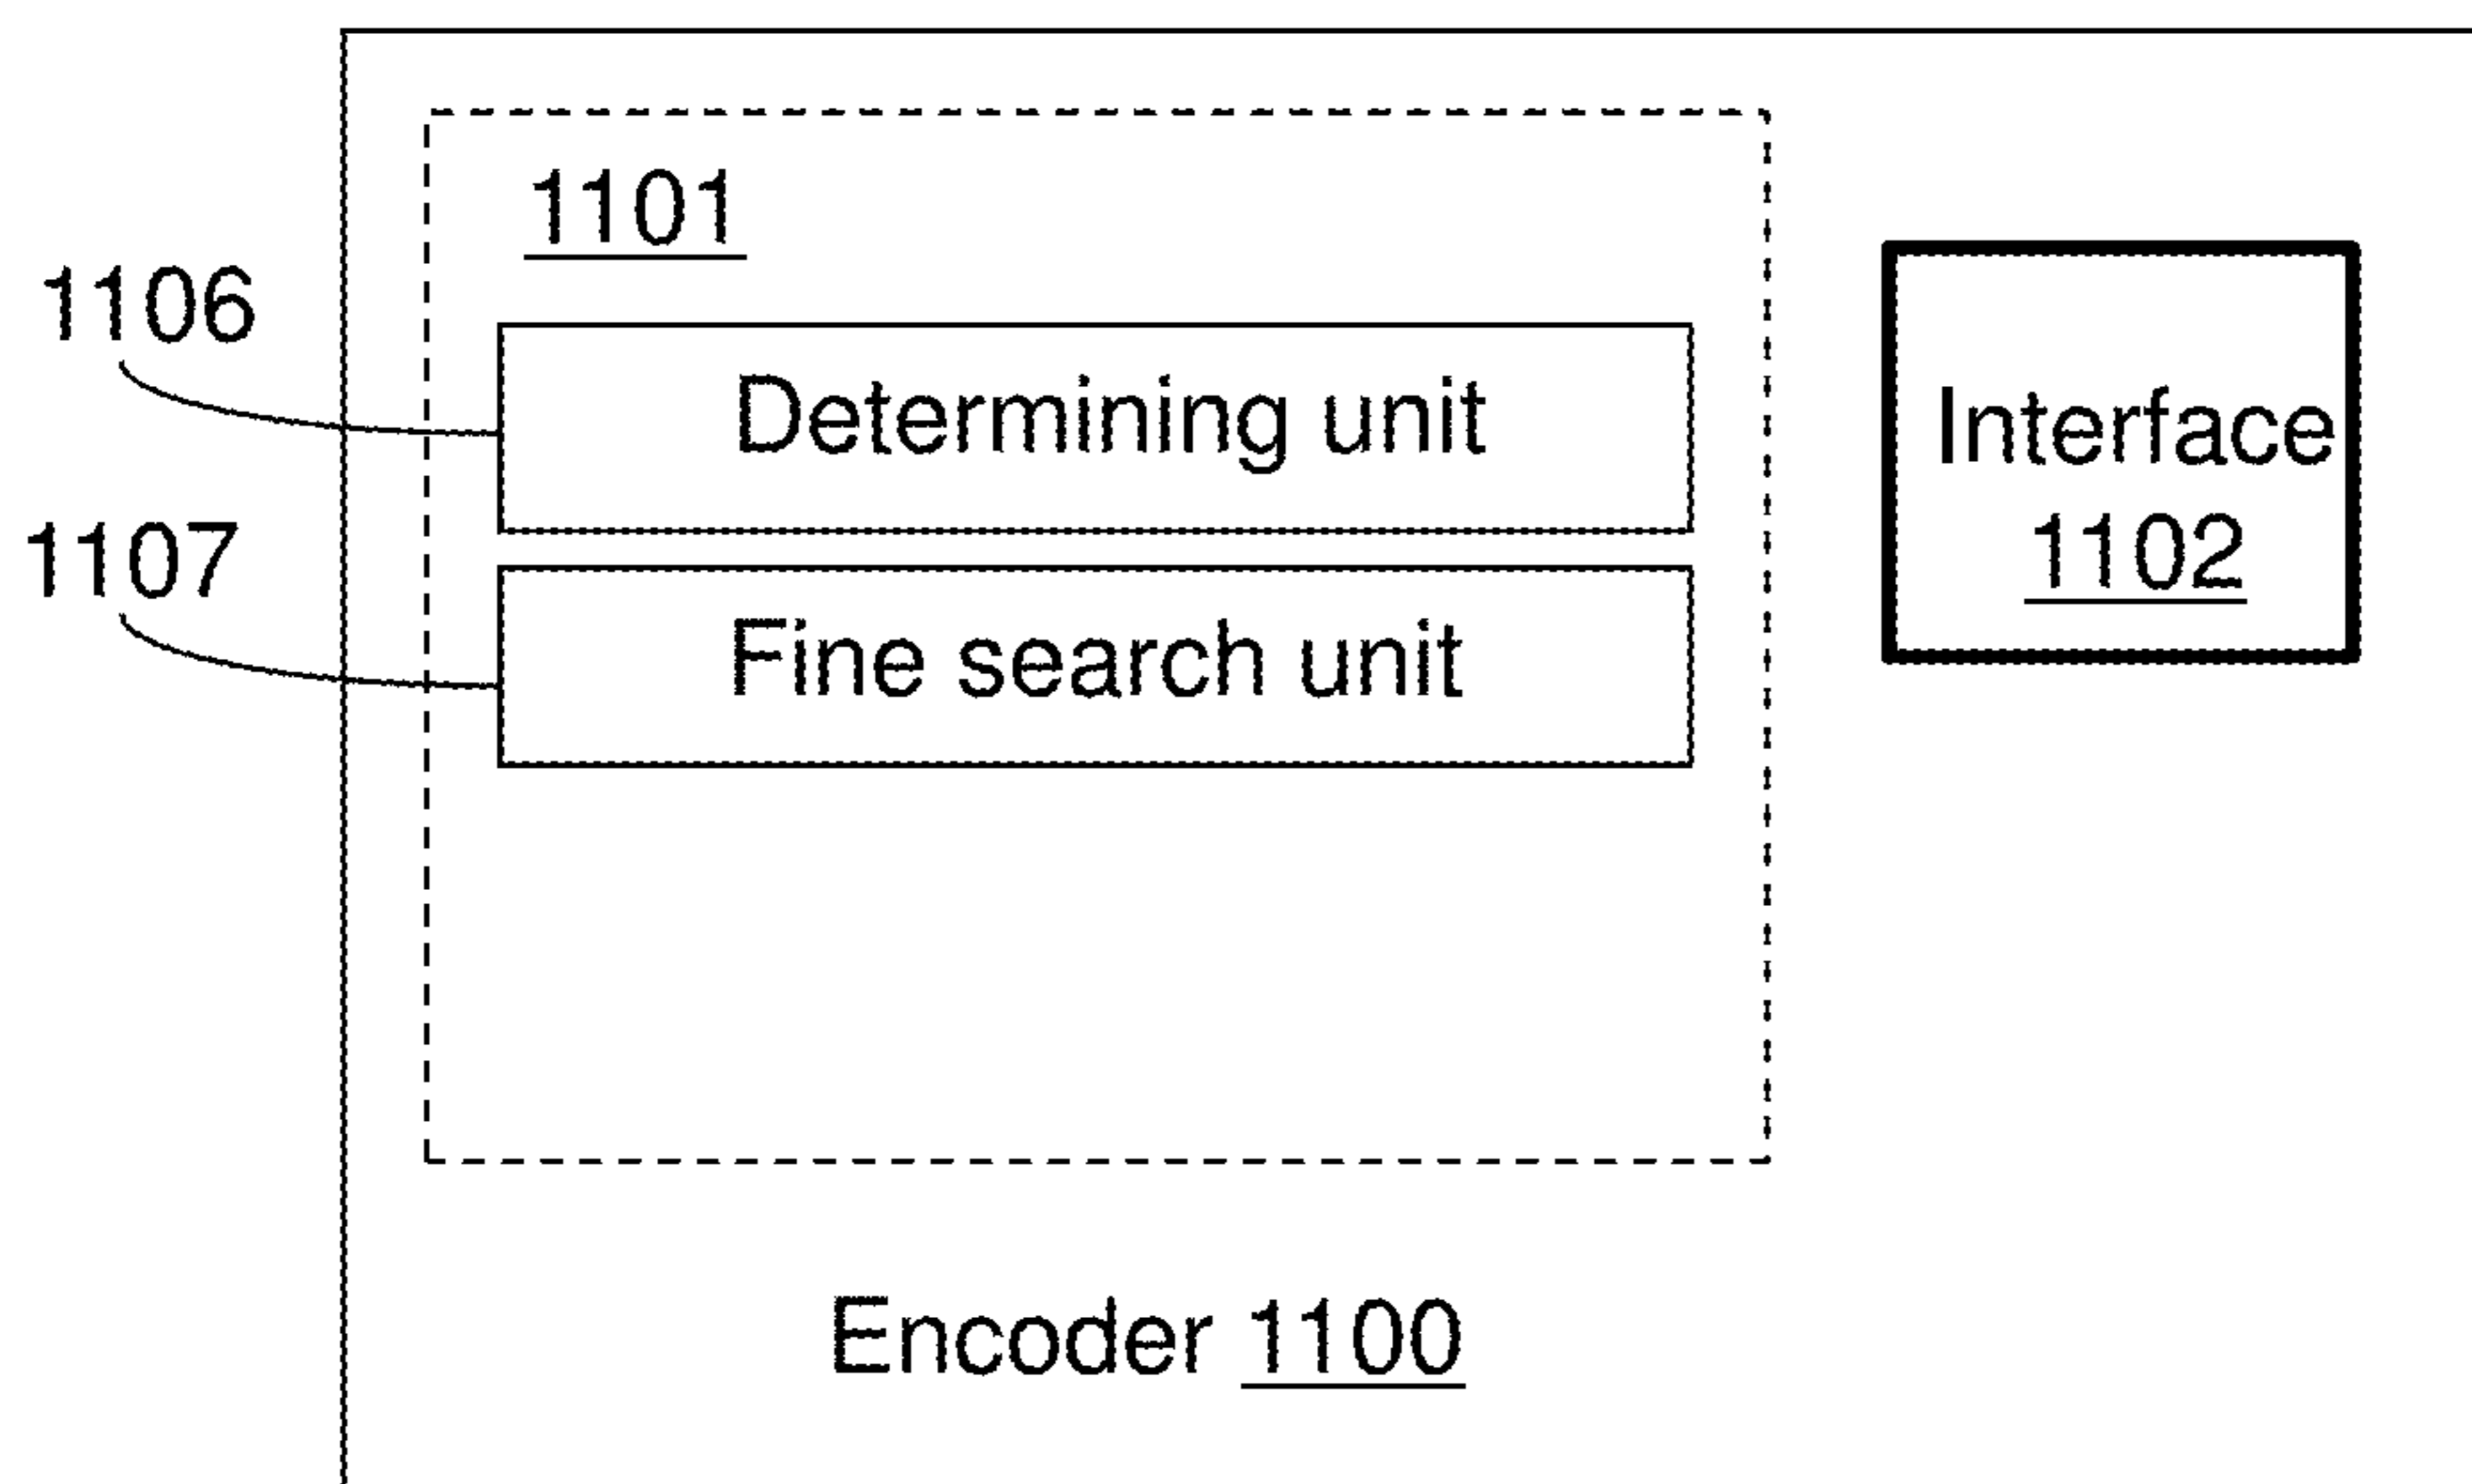 1101
1106
Determining unit
Interface
1102
1107
Fine search unit
Encoder 1100